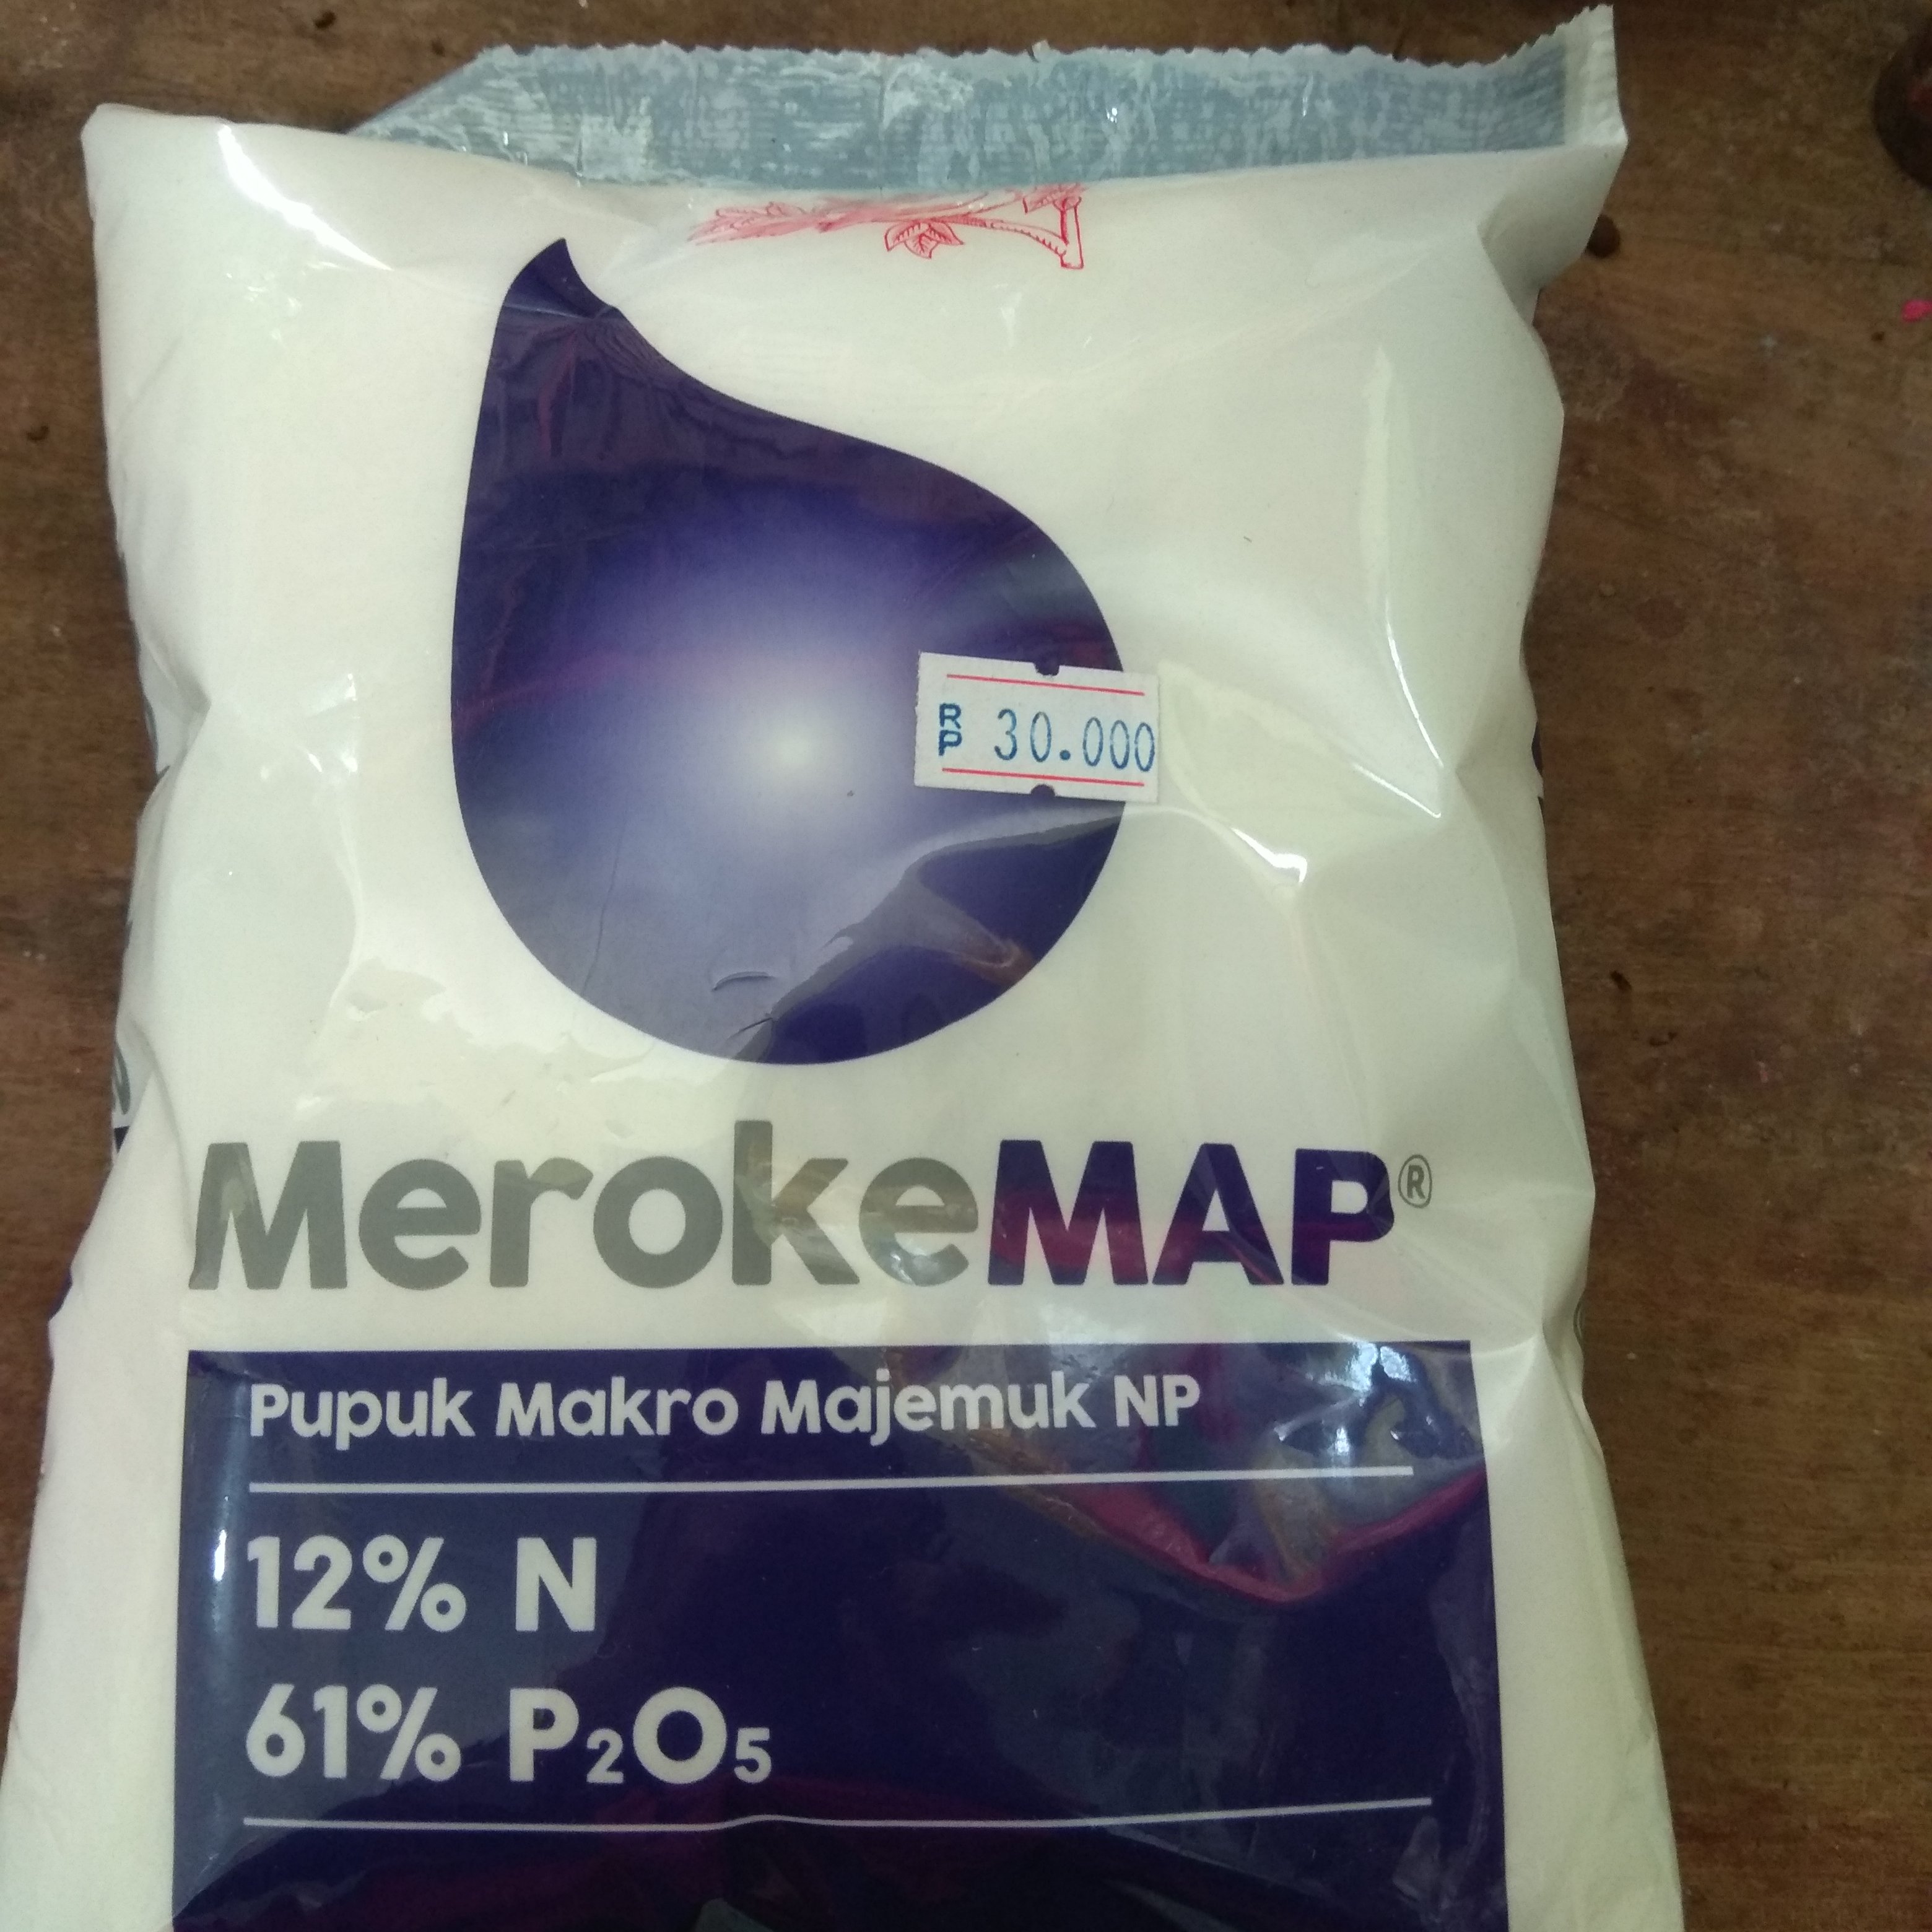 RP 30.000
MerokeMAP®
Pupuk Makro Majemuk NP
12% N
61% P₂O₅